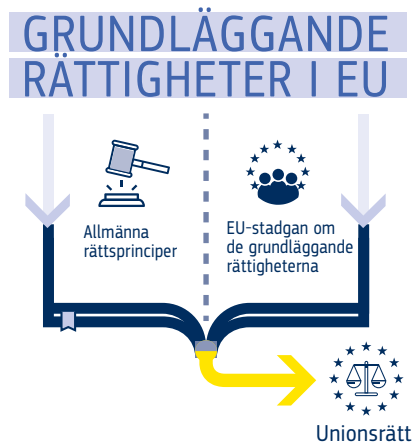 GRUNDLÄGGANDE
RÄTTIGHETER I EU
Allmänna
rättsprinciper
EU-stadgan om
de grundläggande
rättigheterna
Unionsrätt